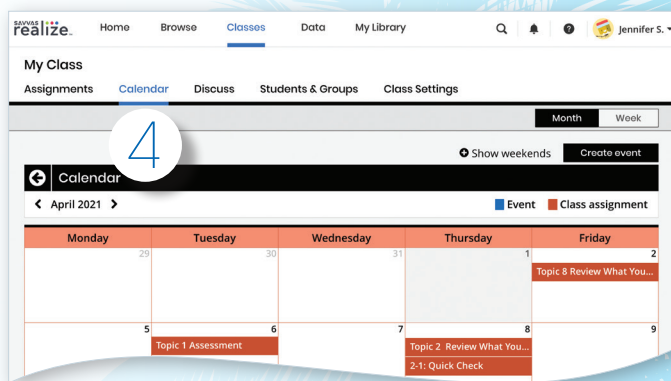 SAVVAS
realize™ Home Browse Classes Data My Library ? Jennifer S.
My Class
Assignments Calendar Discuss Students & Groups Class Settings
Month Week
4
Show weekends Create event
Calendar
April 2021 Event Class assignment
Monday Tuesday Wednesday Thursday Friday
29 30 31 1 2
Topic 8 Review What You...
5 6 7 8 9
Topic 1 Assessment Topic 2 Review What You...
2-1: Quick Check